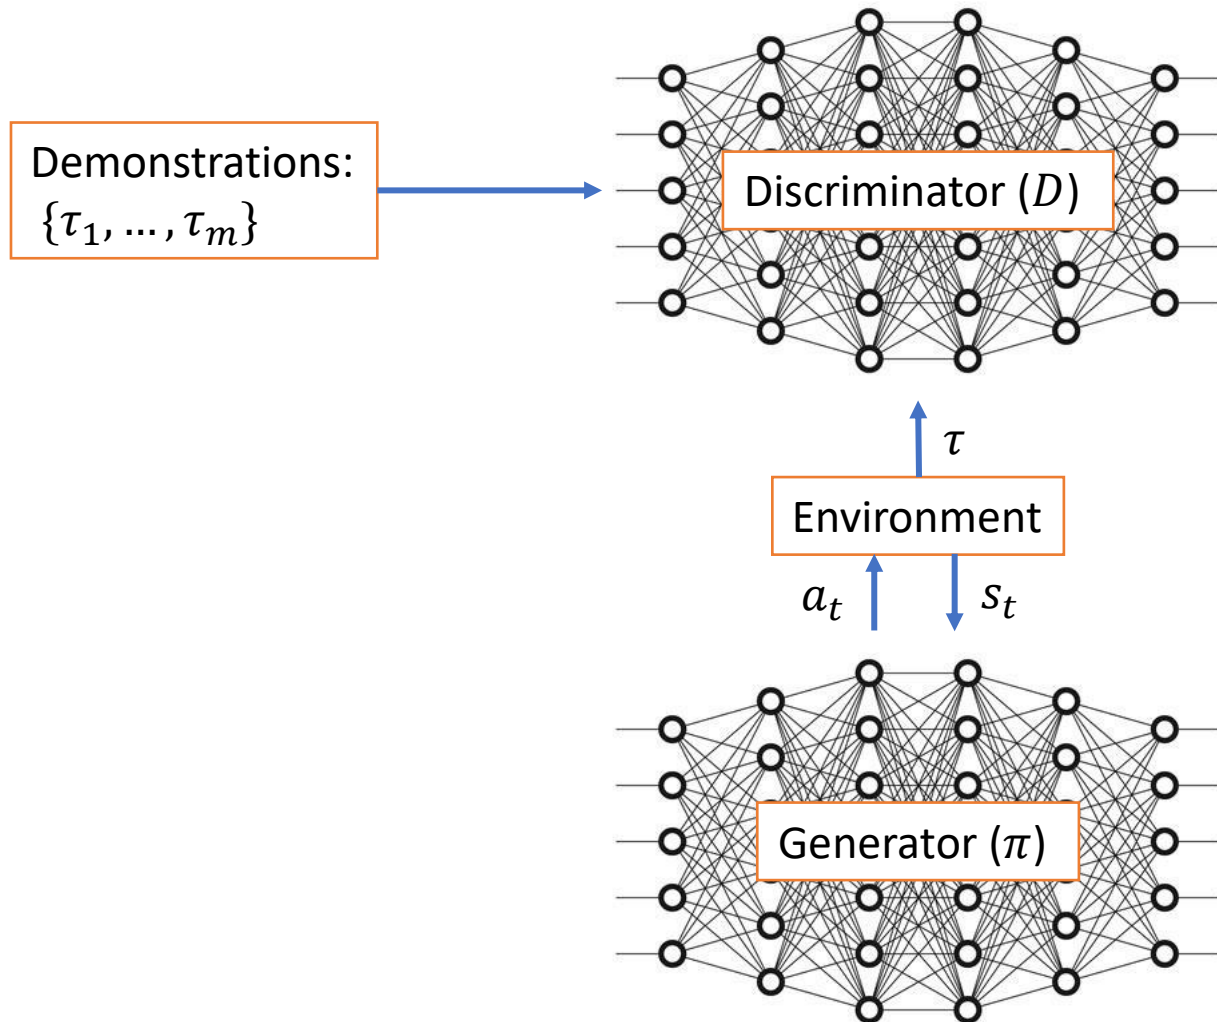 Demonstrations:
{τ₁, … , τₘ}
Discriminator (D)
τ
Environment
aₜ
sₜ
Generator (π)